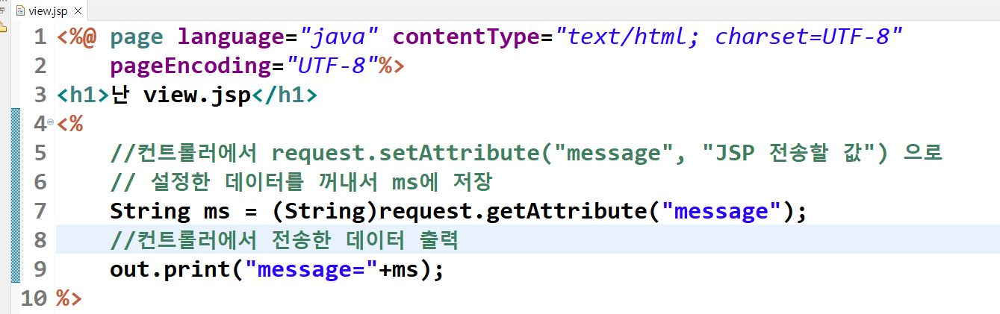 view.jsp
1 <%@ page language="java" contentType="text/html; charset=UTF-8"
2 pageEncoding="UTF-8"%>
3 <h1>난 view.jsp</h1>
4 <%
5 //컨트롤러에서 request.setAttribute("message", "JSP 전송할 값") 으로
6 // 설정한 데이터를 꺼내서 ms에 저장
7 String ms = (String)request.getAttribute("message");
8 //컨트롤러에서 전송한 데이터 출력
9 out.print("message="+ms);
10 %>